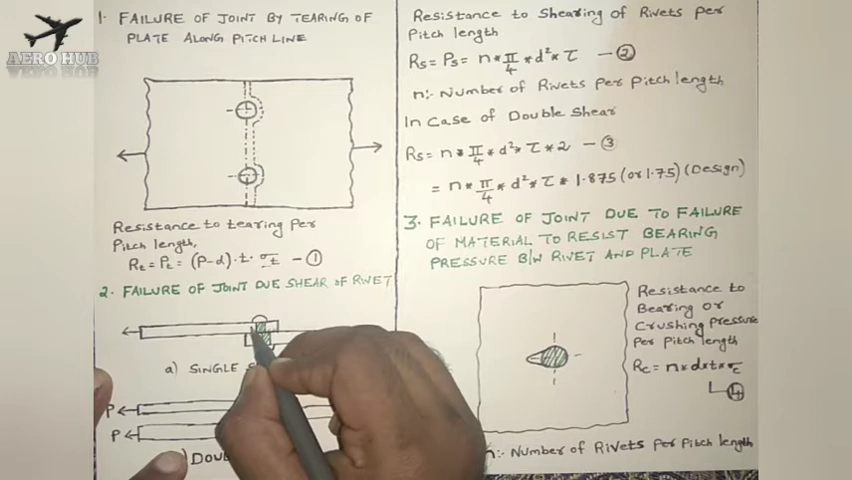 AERO HUB
1. FAILURE OF JOINT BY TEARING OF
PLATE ALONG PITCH LINE
Resistance to tearing Per
Pitch length,
Rt = Pt = (P-d).t. σt — ①
2. FAILURE OF JOINT DUE SHEAR OF RIVET
a) SINGLE
P
P
Resistance to Shearing of Rivets per
Pitch length
Rs = Ps = n * π/4 * d² * τ — ②
n:- Number of Rivets Per Pitch length
In Case of Double Shear
Rs = n * π/4 * d² * τ * 2 — ③
= n * π/4 * d² * τ * 1.875 (or 1.75) (Design)
3. FAILURE OF JOINT DUE TO FAILURE
OF MATERIAL TO RESIST BEARING
PRESSURE B/W RIVET AND PLATE
Resistance to
Bearing or
Crushing Pressure
Per Pitch length
Rc = n*d*t*σc
④
n:- Number of Rivets Per Pitch length